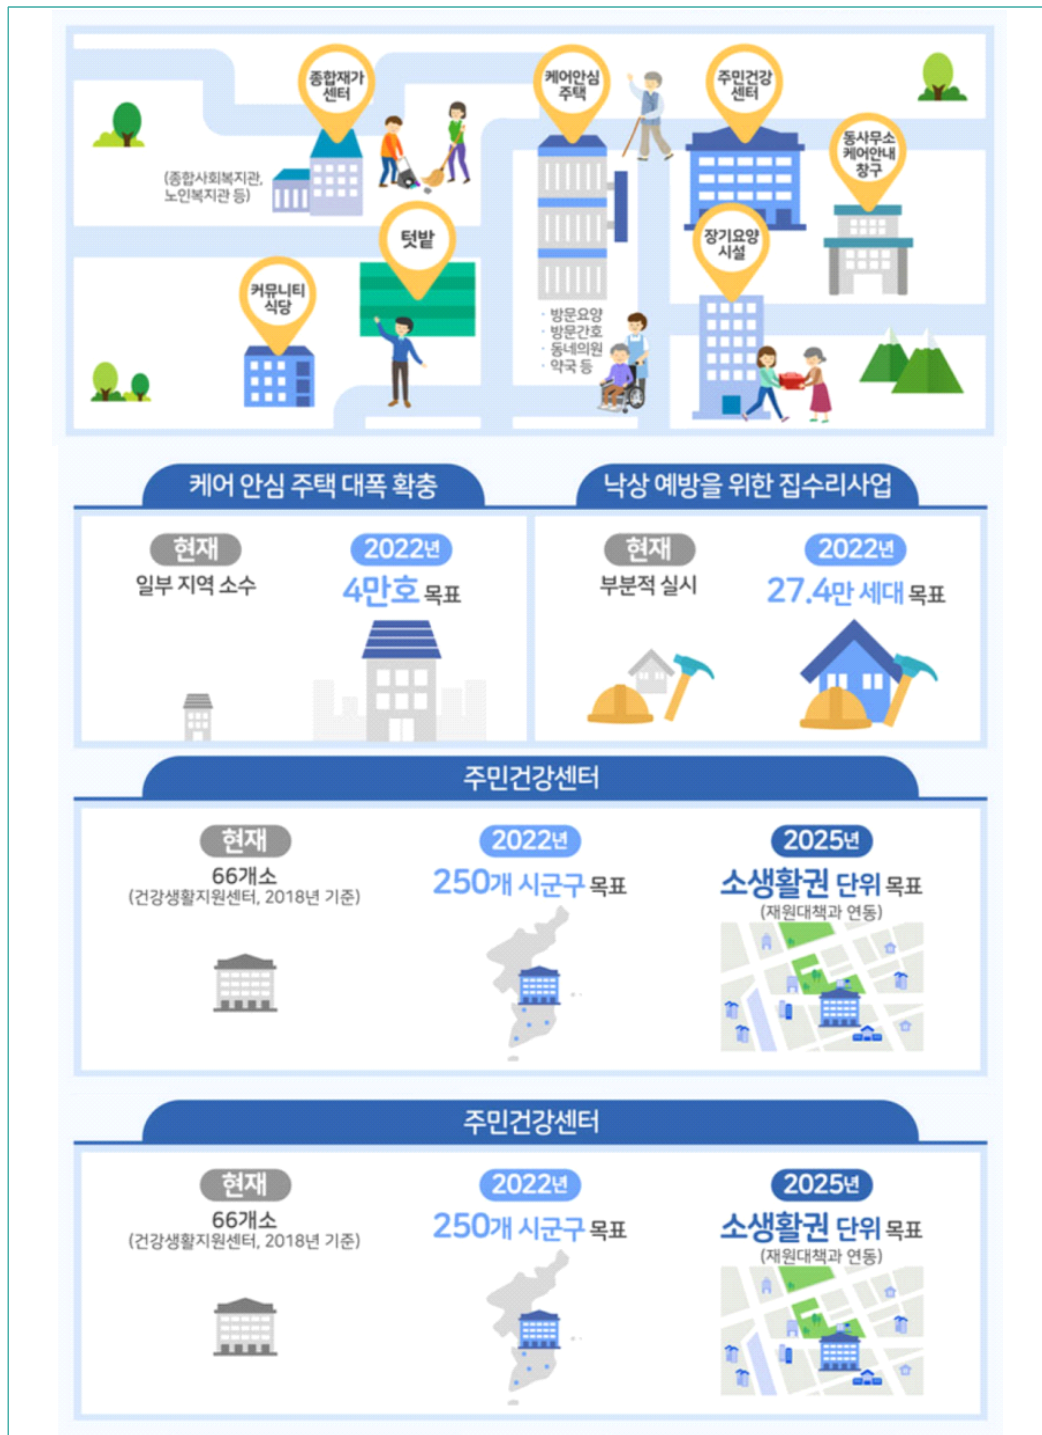 종합재가
센터
케어안심
주택
주민건강
센터
동사무소
케어안내
창구
(종합사회복지관,
노인복지관 등)
텃밭
장기요양
시설
커뮤니티
식당
· 방문요양
· 방문간호
· 동네의원
· 약국 등
케어 안심 주택 대폭 확충
현재
일부 지역 소수
2022년
4만호 목표
낙상 예방을 위한 집수리사업
현재
부분적 실시
2022년
27.4만 세대 목표
주민건강센터
현재
66개소
(건강생활지원센터, 2018년 기준)
2022년
250개 시군구 목표
2025년
소생활권 단위 목표
(재원대책과 연동)
주민건강센터
현재
66개소
(건강생활지원센터, 2018년 기준)
2022년
250개 시군구 목표
2025년
소생활권 단위 목표
(재원대책과 연동)